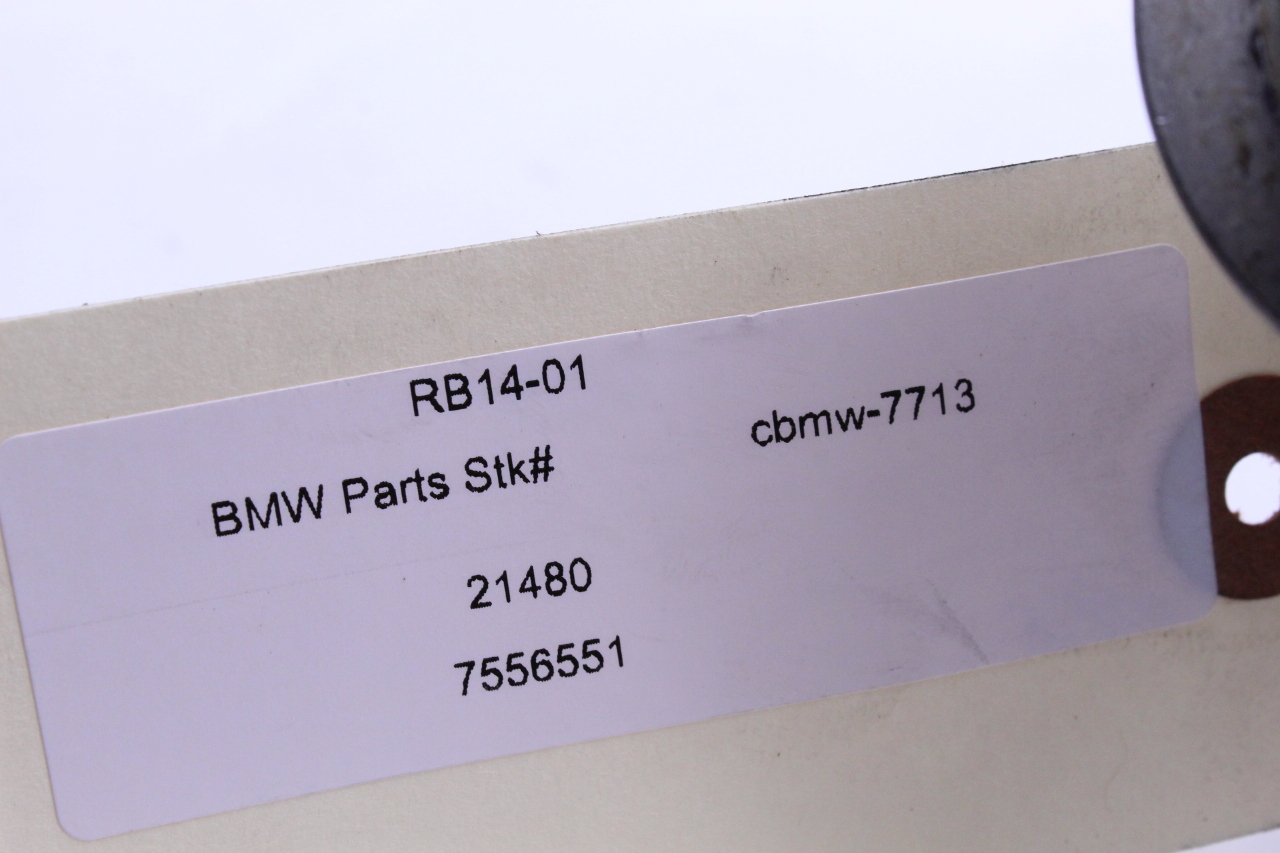 RB14-01
cbmw-7713
BMW Parts Stk#
21480
7556551